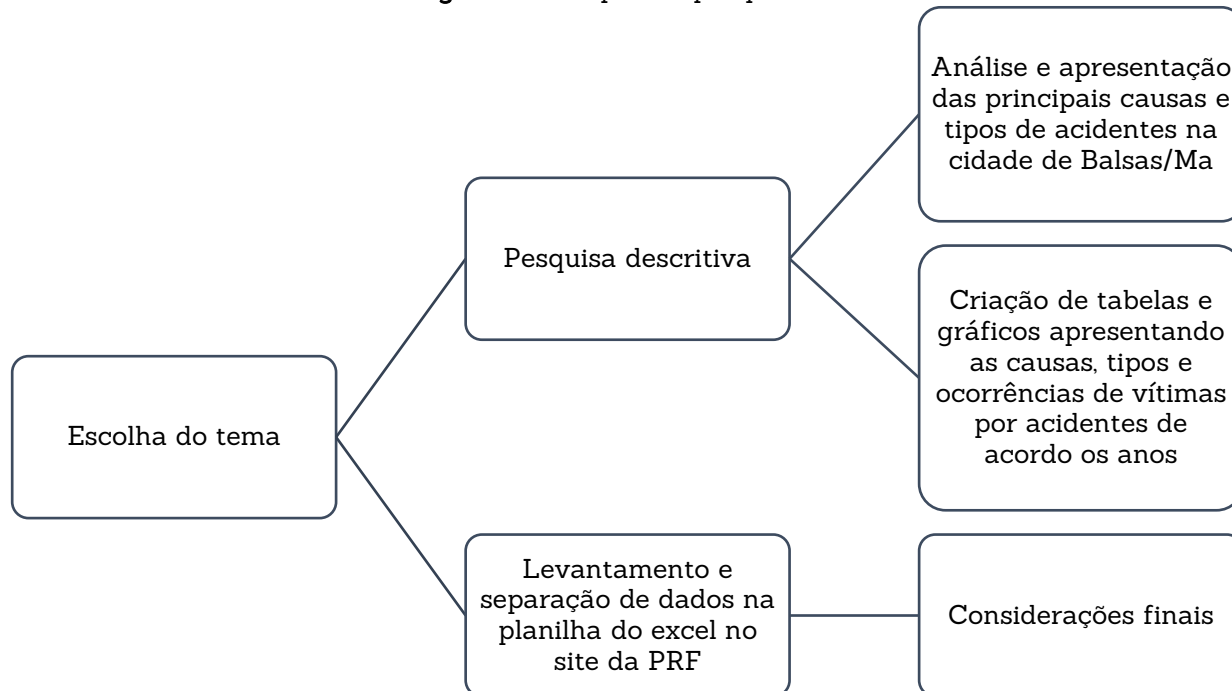 Escolha do tema
Pesquisa descritiva
Análise e apresentação
das principais causas e
tipos de acidentes na
cidade de Balsas/Ma
Criação de tabelas e
gráficos apresentando
as causas, tipos e
ocorrências de vítimas
por acidentes de
acordo os anos
Levantamento e
separação de dados na
planilha do excel no
site da PRF
Considerações finais